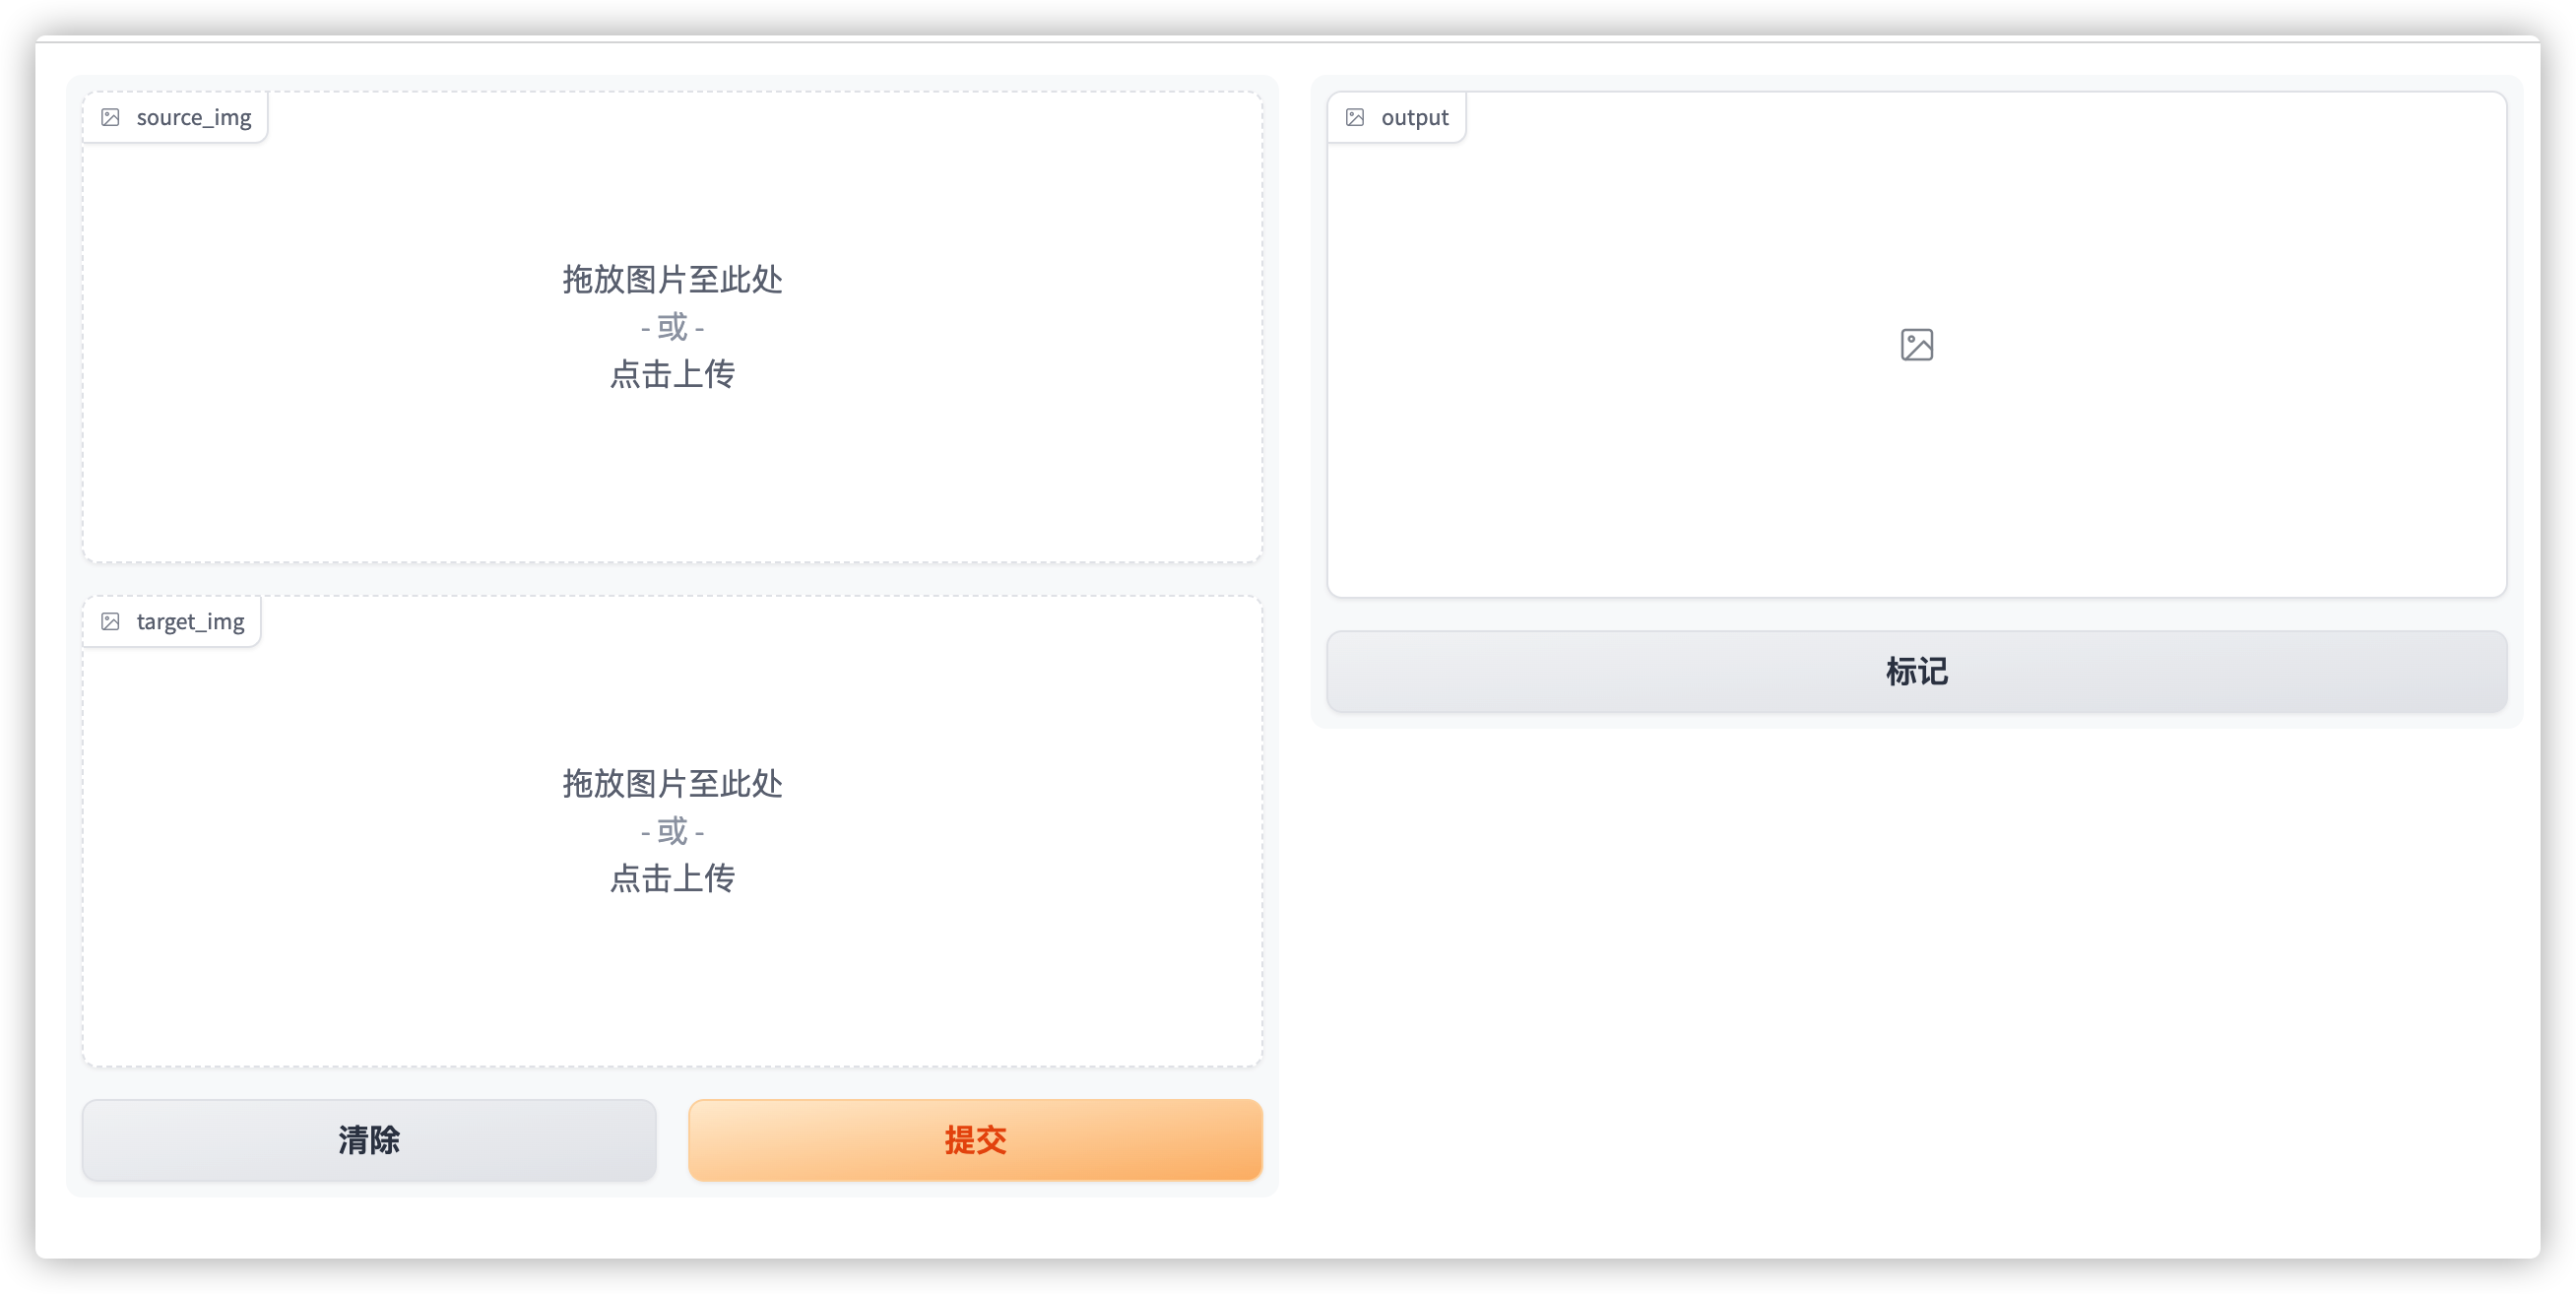 source_img
拖放图片至此处
- 或 -
点击上传
target_img
拖放图片至此处
- 或 -
点击上传
清除
提交
output
标记